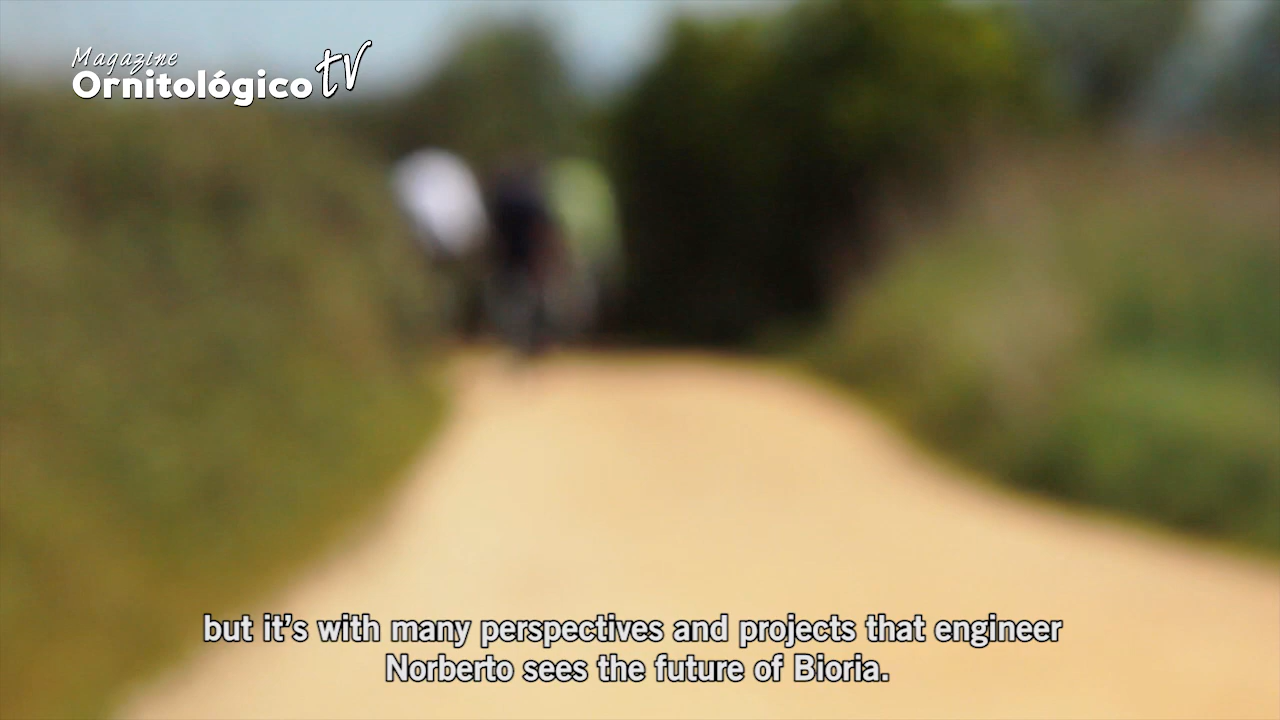 Magazine
Ornitológico TV
but it's with many perspectives and projects that engineer
Norberto sees the future of Bioria.